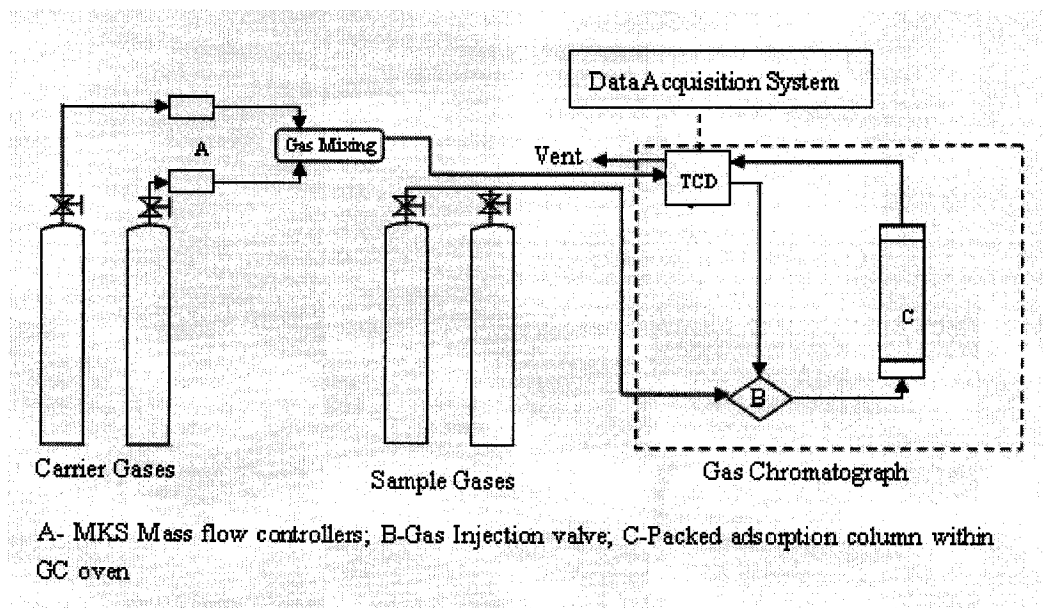 Data Acquisition System
A
Gas Mixing
Vent
TCD
C
B
Carrier Gases
Sample Gases
Gas Chromatograph
A- MKS Mass flow controllers; B-Gas Injection valve; C-Packed adsorption column within
GC oven